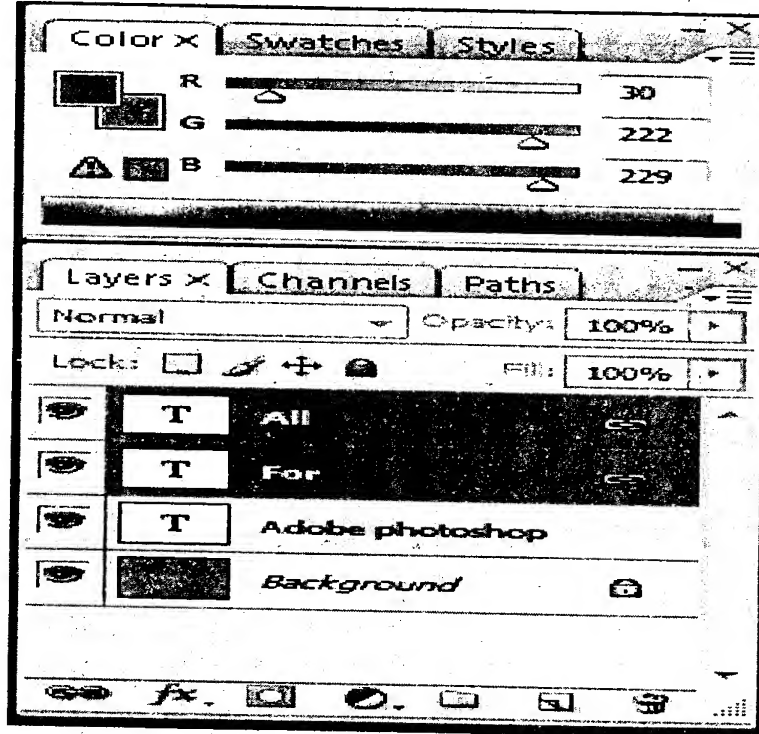 Color × Swatches Styles
R 30
G 222
B 229
Layers × Channels Paths
Normal Opacity: 100%
Lock: Fill: 100%
T All
T For
T Adobe photoshop
Background
fx.